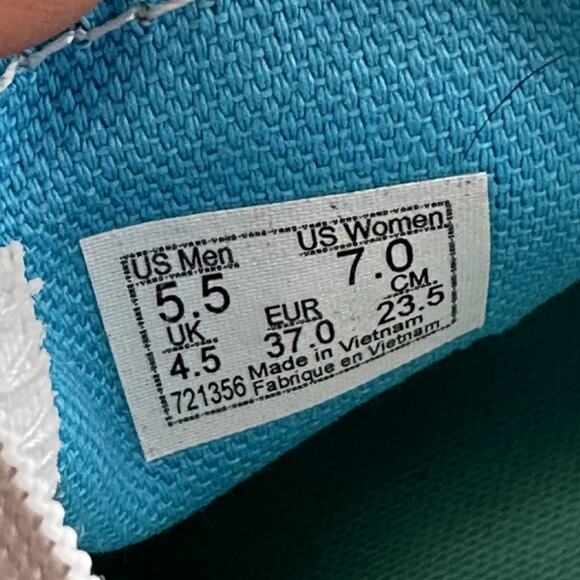 US Men US Women
5.5 7.0
UK EUR CM.
4.5 37.0 23.5
721356 Made in Vietnam
Fabrique en Vietnam